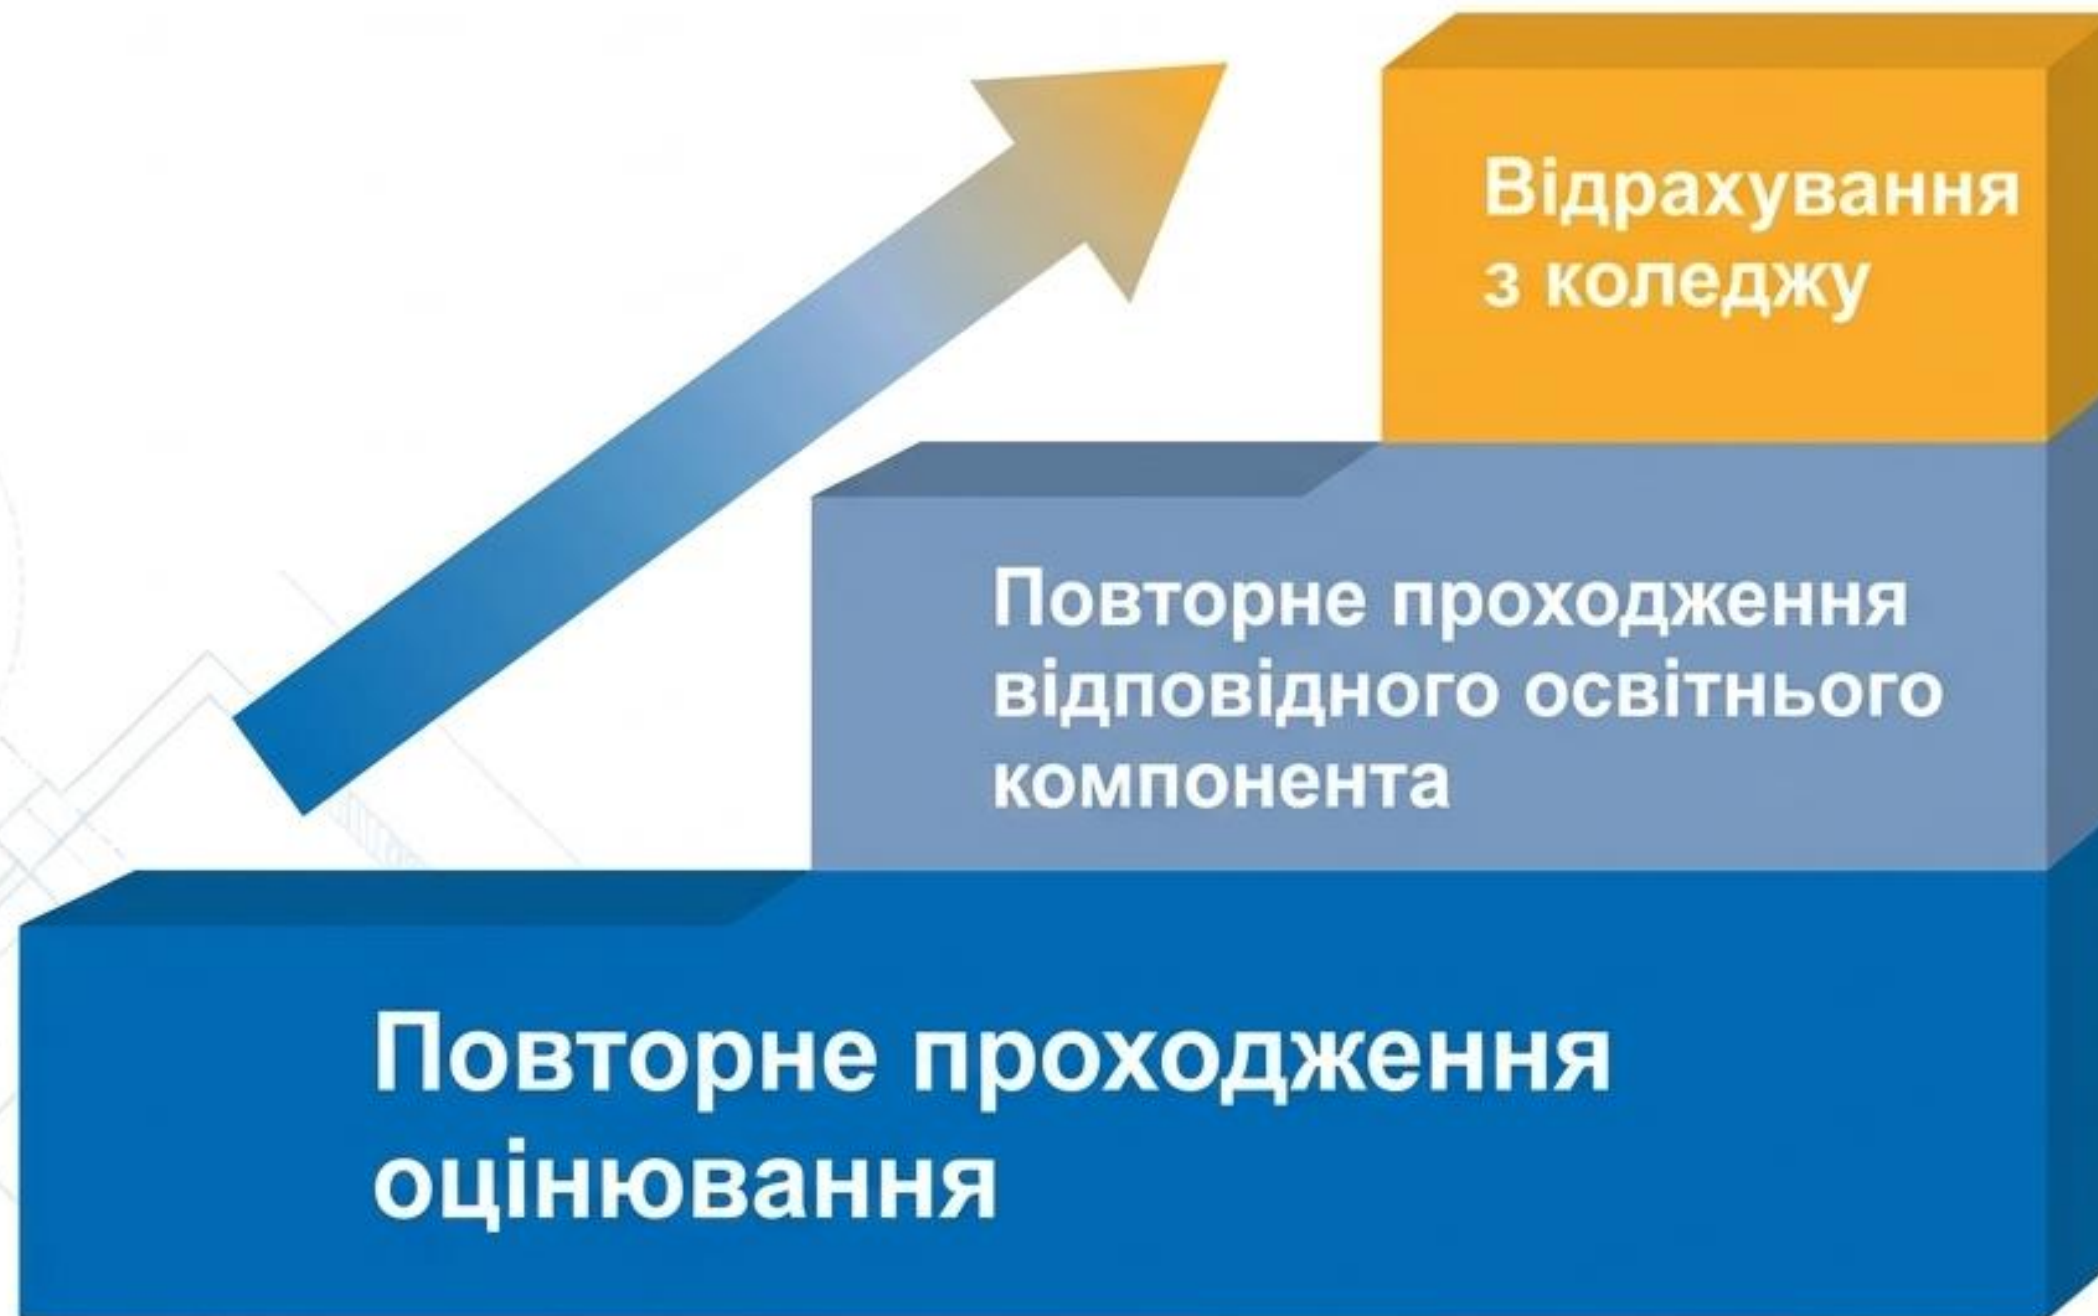 Відрахування
з коледжу
Повторне проходження
відповідного освітнього
компонента
Повторне проходження
оцінювання